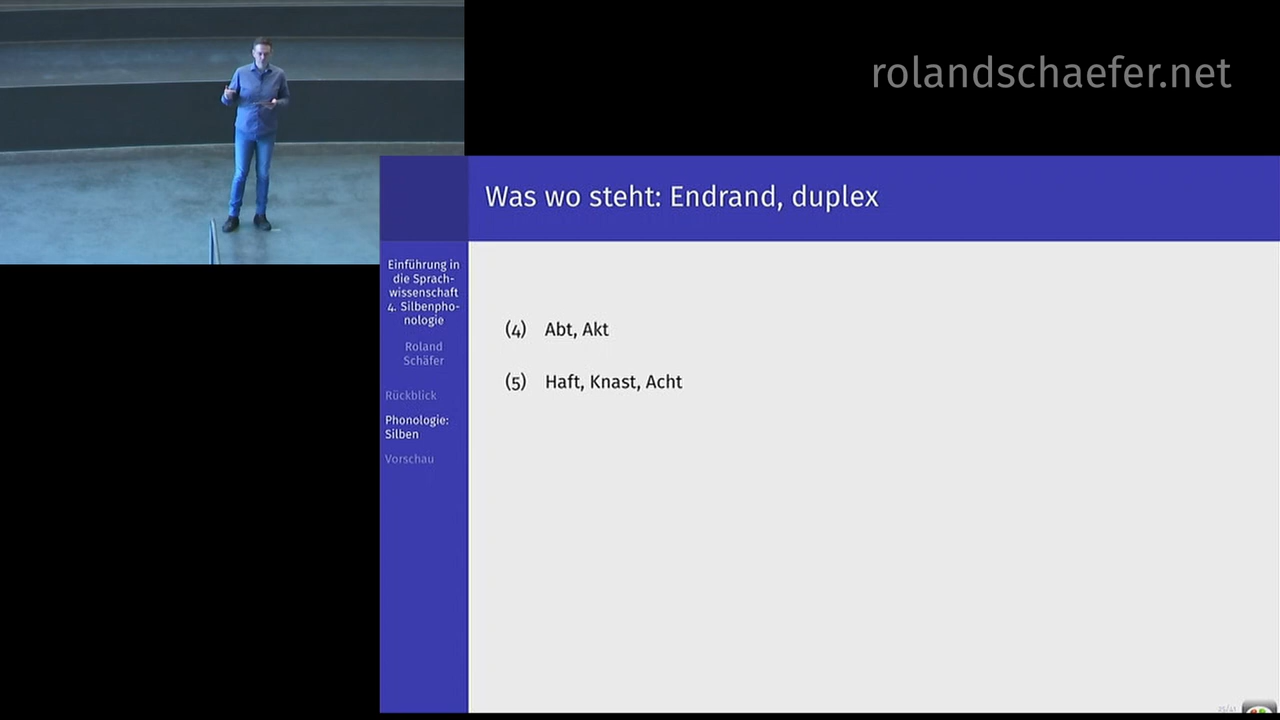 rolandschaefer.net
Was wo steht: Endrand, duplex
Einführung in
die Sprach-
wissenschaft
4. Silbenpho-
nologie
Roland
Schäfer
Rückblick
Phonologie:
Silben
Vorschau
(4) Abt, Akt
(5) Haft, Knast, Acht